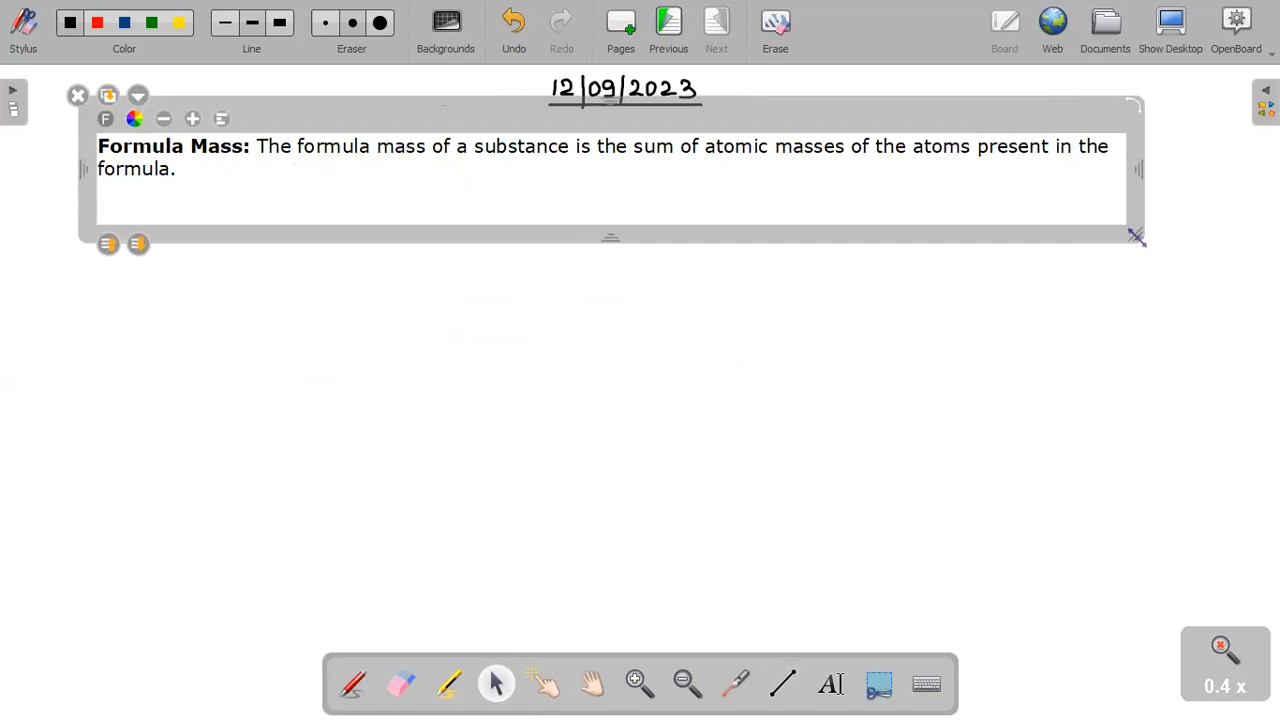 Stylus
Color
Line
Eraser
Backgrounds
Undo
Redo
Pages
Previous
Next
Erase
Board
Web
Documents
Show Desktop
OpenBoard
12/09/2023
F
Formula Mass: The formula mass of a substance is the sum of atomic masses of the atoms present in the
formula.
AI
0.4 x